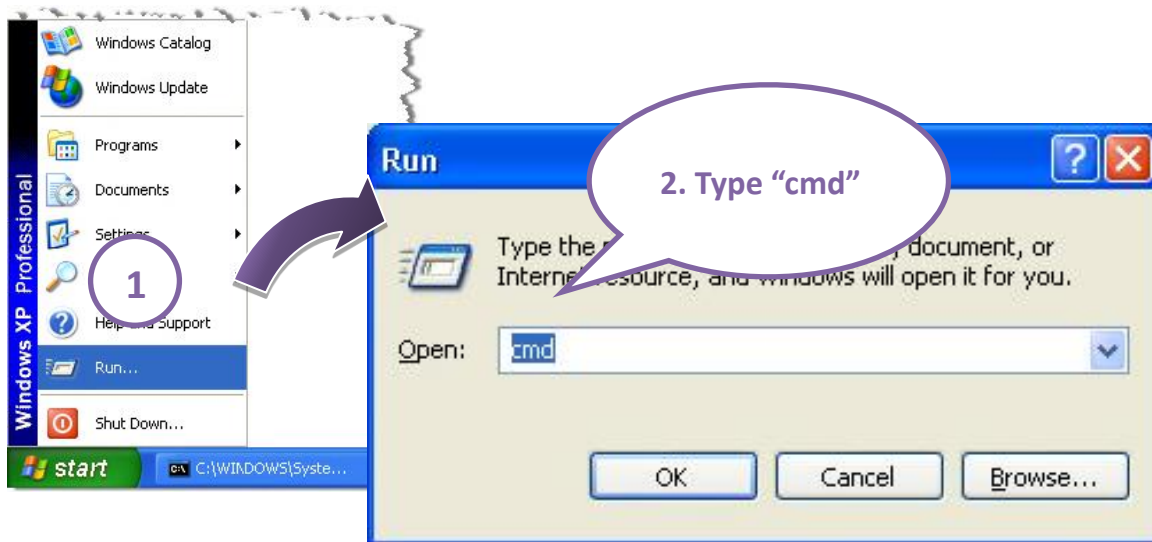 Windows Catalog
Windows Update
Programs
Documents
Settings
1
Help and Support
Run...
Shut Down...
Windows XP Professional
start
C:\WINDOWS\Syste...
Run
2. Type “cmd”
Type the document, or
Internet resource, and windows will open it for you.
Open:
cmd
OK
Cancel
Browse...